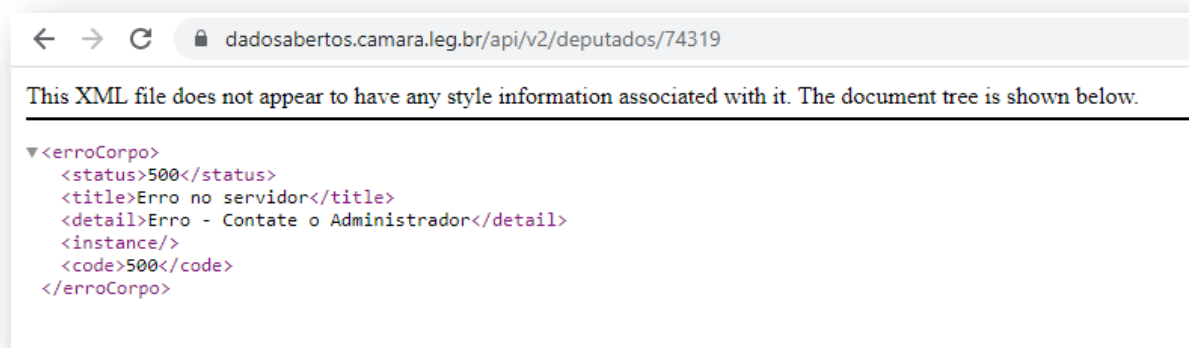 dadosabertos.camara.leg.br/api/v2/deputados/74319
This XML file does not appear to have any style information associated with it. The document tree is shown below.
▼<erroCorpo>
<status>500</status>
<title>Erro no servidor</title>
<detail>Erro - Contate o Administrador</detail>
<instance/>
<code>500</code>
</erroCorpo>